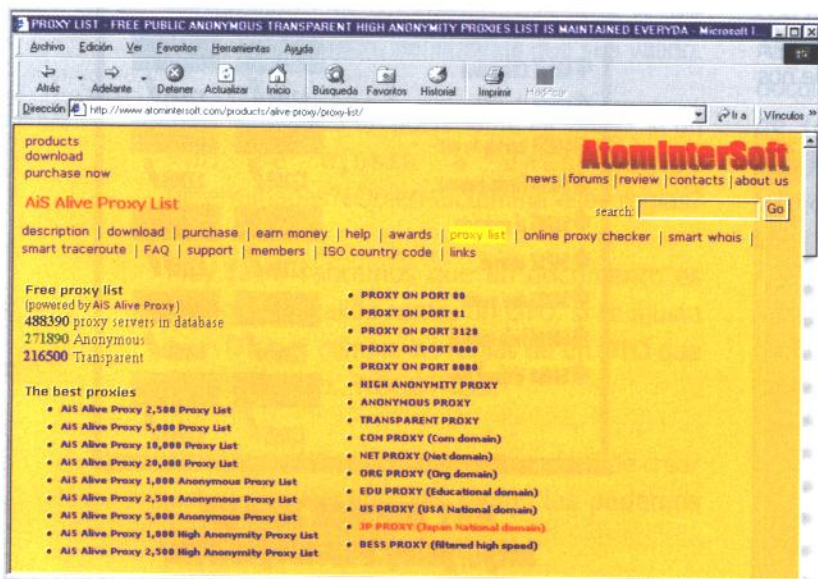 PROXY LIST - FREE PUBLIC ANONYMOUS TRANSPARENT HIGH ANONYMITY PROXIES LIST IS MAINTAINED EVERYDA - Microsoft I
Archivo Edición Ver Favoritos Herramientas Ayuda
Atrás Adelante Detener Actualizar Inicio Búsqueda Favoritos Historial Imprimir Modificar
Dirección http://www.atomintersoft.com/products/alive-proxy/proxy-list/ Ir a Vínculos »
products
download
purchase now
AtomInterSoft
news | forums | review | contacts | about us
AiS Alive Proxy List
search: Go
description | download | purchase | earn money | help | awards | proxy list | online proxy checker | smart whois |
smart traceroute | FAQ | support | members | ISO country code | links
Free proxy list
(powered by AiS Alive Proxy)
488390 proxy servers in database
271890 Anonymous
216500 Transparent
The best proxies
• AiS Alive Proxy 2,500 Proxy List
• AiS Alive Proxy 5,000 Proxy List
• AiS Alive Proxy 10,000 Proxy List
• AiS Alive Proxy 20,000 Proxy List
• AiS Alive Proxy 1,000 Anonymous Proxy List
• AiS Alive Proxy 2,500 Anonymous Proxy List
• AiS Alive Proxy 5,000 Anonymous Proxy List
• AiS Alive Proxy 1,000 High Anonymity Proxy List
• AiS Alive Proxy 2,500 High Anonymity Proxy List
• PROXY ON PORT 80
• PROXY ON PORT 81
• PROXY ON PORT 3128
• PROXY ON PORT 8000
• PROXY ON PORT 8080
• HIGH ANONYMITY PROXY
• ANONYMOUS PROXY
• TRANSPARENT PROXY
• COM PROXY (Com domain)
• NET PROXY (Net domain)
• ORG PROXY (Org domain)
• EDU PROXY (Educational domain)
• US PROXY (USA National domain)
• JP PROXY (Japan National domain)
• BESS PROXY (filtered high speed)